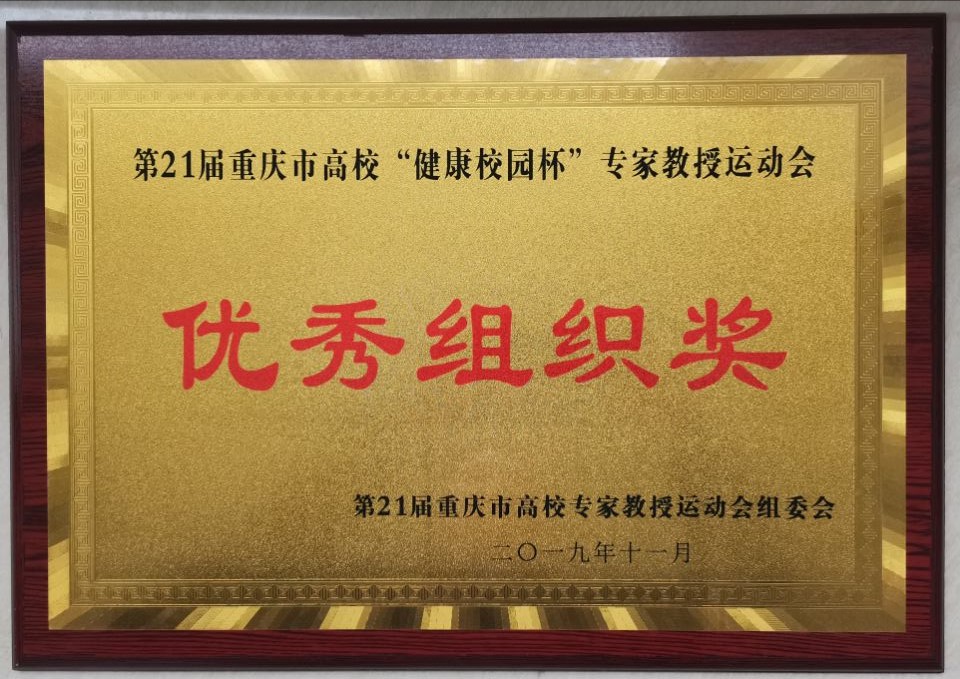 第21届重庆市高校“健康校园杯”专家教授运动会
优秀组织奖
第21届重庆市高校专家教授运动会组委会
二〇一九年十一月